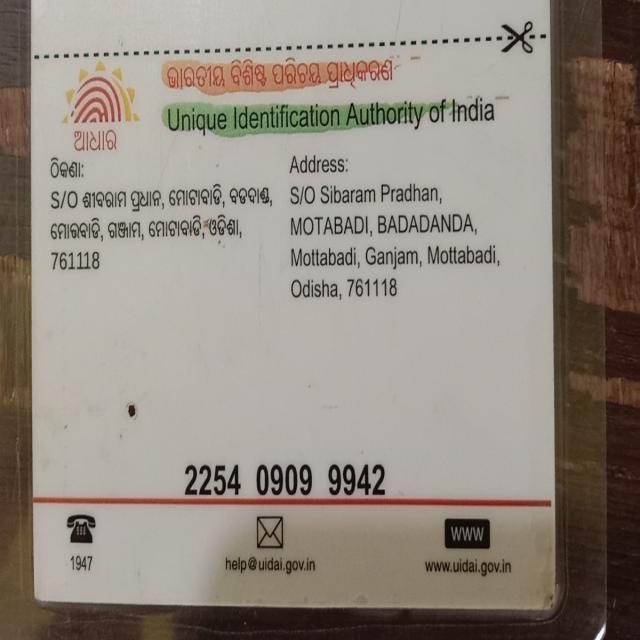 ଭାରତୀୟ ବିଶିଷ୍ଟ ପରିଚୟ ପ୍ରାଧିକରଣ
Unique Identification Authority of India
ଆଧାର
ଠିକଣା:
S/O ଶୀବରାମ ପ୍ରଧାନ, ମୋଟାବାଡି, ବଡଦାଣ୍ଡ,
ମୋଟାବାଡି, ଗଞ୍ଜାମ, ମୋଟାବାଡି, ଓଡିଶା,
761118
Address:
S/O Sibaram Pradhan,
MOTABADI, BADADANDA,
Mottabadi, Ganjam, Mottabadi,
Odisha, 761118
2254 0909 9942
1947
help@uidai.gov.in
WWW
www.uidai.gov.in